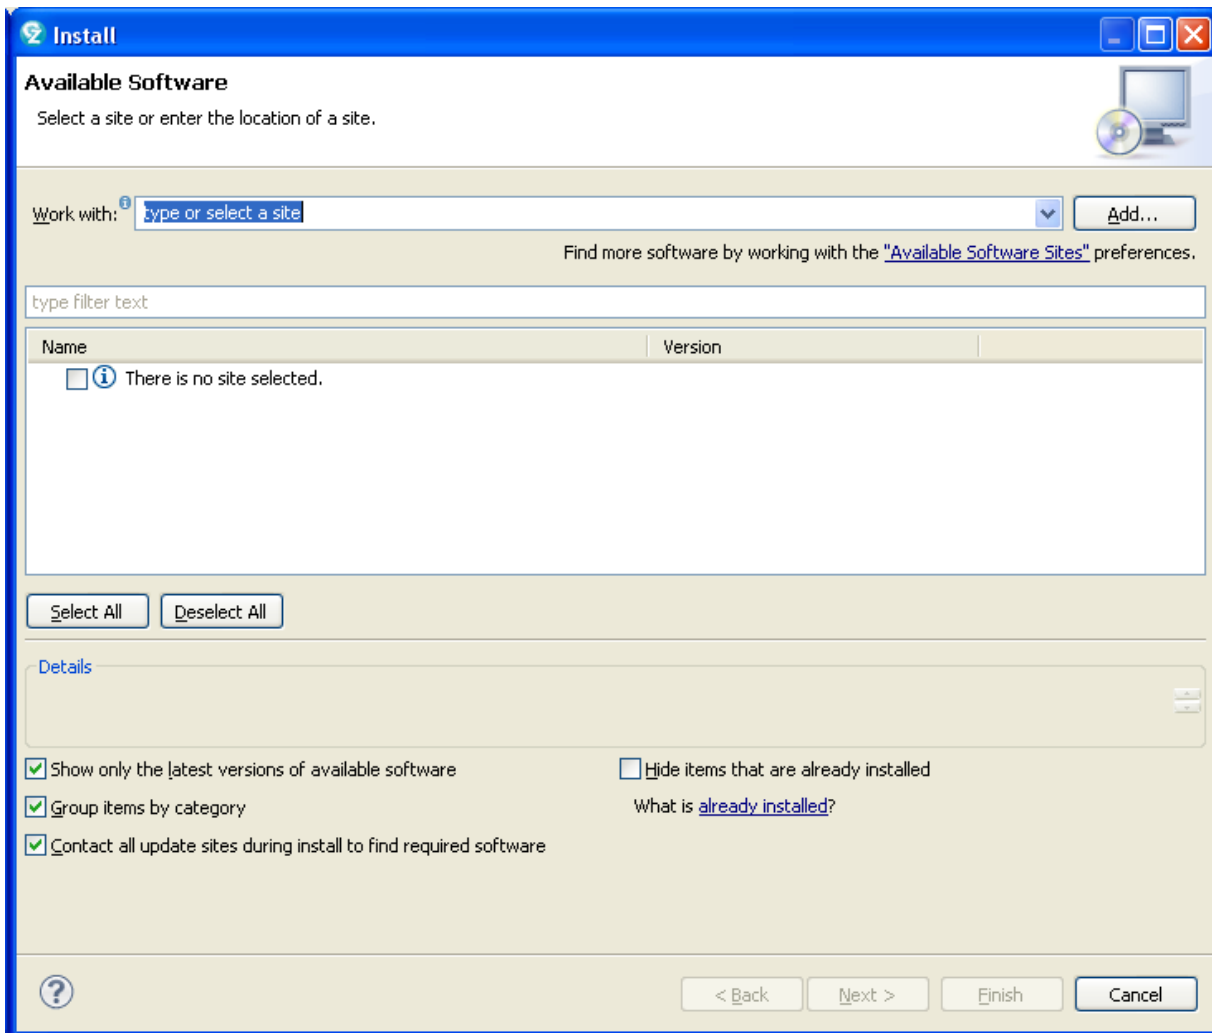 Install
Available Software
Select a site or enter the location of a site.
Work with: type or select a site Add...
Find more software by working with the "Available Software Sites" preferences.
type filter text
Name Version
There is no site selected.
Select All Deselect All
Details
Show only the latest versions of available software Hide items that are already installed
Group items by category What is already installed?
Contact all update sites during install to find required software
< Back Next > Finish Cancel